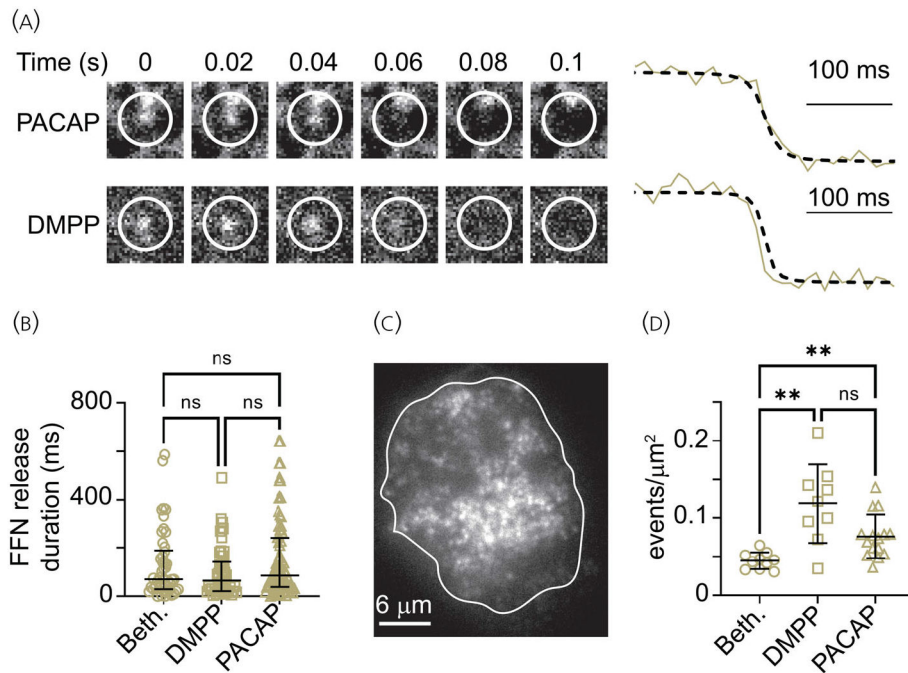 (A)
Time (s) 0 0.02 0.04 0.06 0.08 0.1
PACAP
100 ms
DMPP
100 ms
(B)
ns
ns ns
FFN release
duration (ms)
800
400
0
Beth.
DMPP
PACAP
(C)
6 μm
(D)
**
** ns
events/μm²
0.2
0.1
0
Beth.
DMPP
PACAP